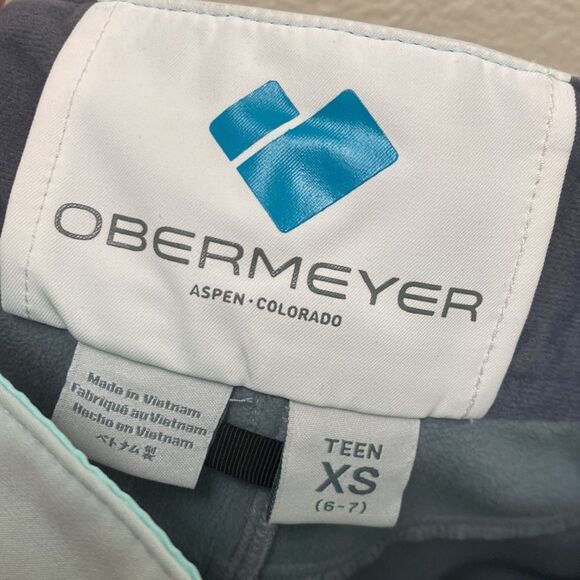 OBERMEYER
ASPEN · COLORADO
Made in Vietnam
Fabriqué au Vietnam
Hecho en Vietnam
ベトナム製
TEEN
XS
(6-7)